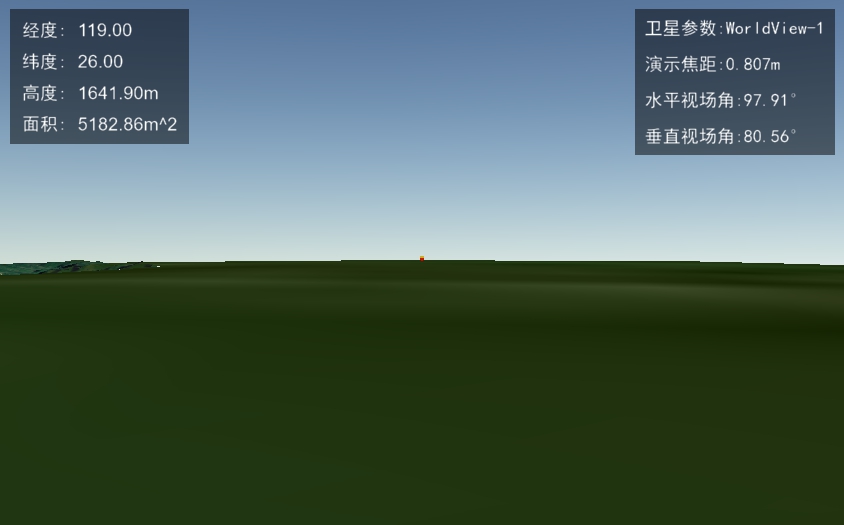 经度: 119.00
纬度: 26.00
高度: 1641.90m
面积: 5182.86m^2
卫星参数:WorldView-1
演示焦距:0.807m
水平视场角:97.91°
垂直视场角:80.56°